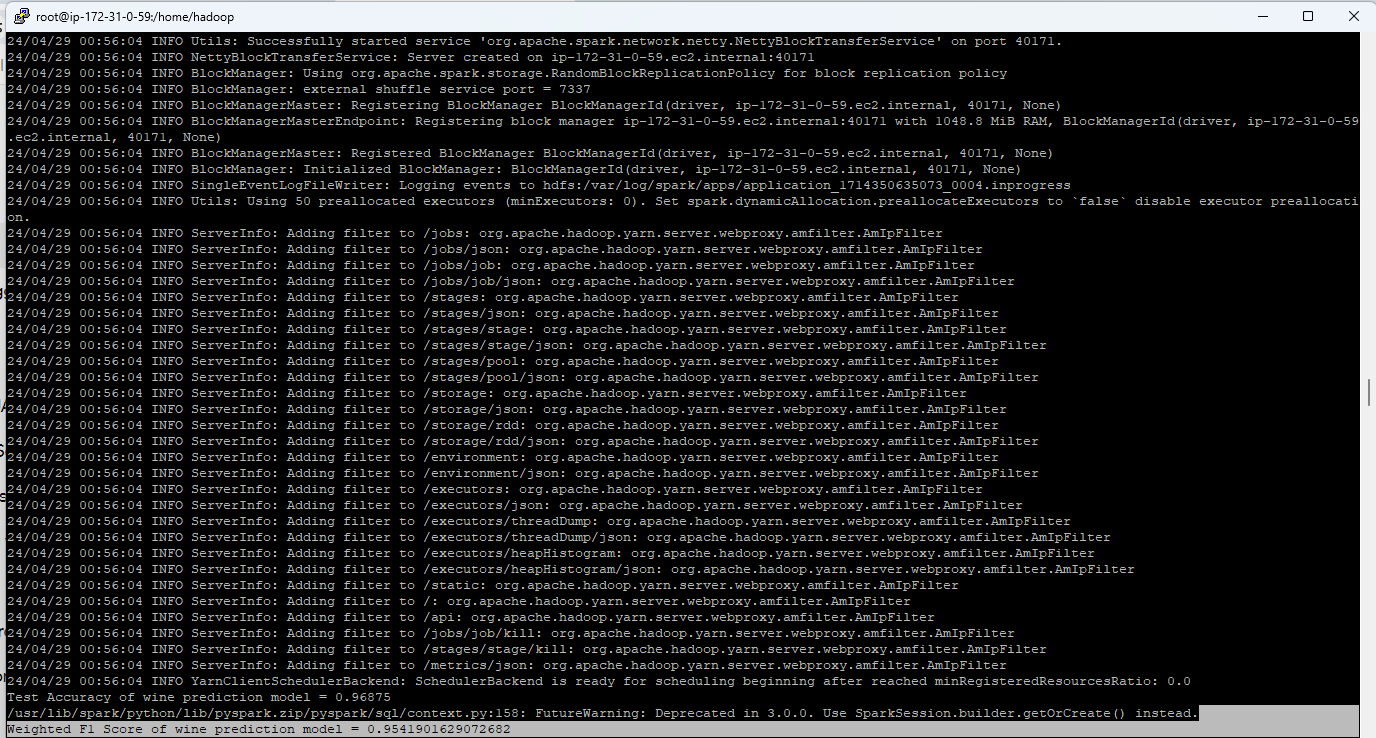 root@ip-172-31-0-59:/home/hadoop
24/04/29 00:56:04 INFO Utils: Successfully started service 'org.apache.spark.network.netty.NettyBlockTransferService' on port 40171.
24/04/29 00:56:04 INFO NettyBlockTransferService: Server created on ip-172-31-0-59.ec2.internal:40171
24/04/29 00:56:04 INFO BlockManager: Using org.apache.spark.storage.RandomBlockReplicationPolicy for block replication policy
24/04/29 00:56:04 INFO BlockManager: external shuffle service port = 7337
24/04/29 00:56:04 INFO BlockManagerMaster: Registering BlockManager BlockManagerId(driver, ip-172-31-0-59.ec2.internal, 40171, None)
24/04/29 00:56:04 INFO BlockManagerMasterEndpoint: Registering block manager ip-172-31-0-59.ec2.internal:40171 with 1048.8 MiB RAM, BlockManagerId(driver, ip-172-31-0-59
.ec2.internal, 40171, None)
24/04/29 00:56:04 INFO BlockManagerMaster: Registered BlockManager BlockManagerId(driver, ip-172-31-0-59.ec2.internal, 40171, None)
24/04/29 00:56:04 INFO BlockManager: Initialized BlockManager: BlockManagerId(driver, ip-172-31-0-59.ec2.internal, 40171, None)
24/04/29 00:56:04 INFO SingleEventLogFileWriter: Logging events to hdfs:/var/log/spark/apps/application_1714350635073_0004.inprogress
24/04/29 00:56:04 INFO Utils: Using 50 preallocated executors (minExecutors: 0). Set spark.dynamicAllocation.preallocateExecutors to `false` disable executor preallocati
on.
24/04/29 00:56:04 INFO ServerInfo: Adding filter to /jobs: org.apache.hadoop.yarn.server.webproxy.amfilter.AmIpFilter
24/04/29 00:56:04 INFO ServerInfo: Adding filter to /jobs/json: org.apache.hadoop.yarn.server.webproxy.amfilter.AmIpFilter
24/04/29 00:56:04 INFO ServerInfo: Adding filter to /jobs/job: org.apache.hadoop.yarn.server.webproxy.amfilter.AmIpFilter
24/04/29 00:56:04 INFO ServerInfo: Adding filter to /jobs/job/json: org.apache.hadoop.yarn.server.webproxy.amfilter.AmIpFilter
24/04/29 00:56:04 INFO ServerInfo: Adding filter to /stages: org.apache.hadoop.yarn.server.webproxy.amfilter.AmIpFilter
24/04/29 00:56:04 INFO ServerInfo: Adding filter to /stages/json: org.apache.hadoop.yarn.server.webproxy.amfilter.AmIpFilter
24/04/29 00:56:04 INFO ServerInfo: Adding filter to /stages/stage: org.apache.hadoop.yarn.server.webproxy.amfilter.AmIpFilter
24/04/29 00:56:04 INFO ServerInfo: Adding filter to /stages/stage/json: org.apache.hadoop.yarn.server.webproxy.amfilter.AmIpFilter
24/04/29 00:56:04 INFO ServerInfo: Adding filter to /stages/pool: org.apache.hadoop.yarn.server.webproxy.amfilter.AmIpFilter
24/04/29 00:56:04 INFO ServerInfo: Adding filter to /stages/pool/json: org.apache.hadoop.yarn.server.webproxy.amfilter.AmIpFilter
24/04/29 00:56:04 INFO ServerInfo: Adding filter to /storage: org.apache.hadoop.yarn.server.webproxy.amfilter.AmIpFilter
24/04/29 00:56:04 INFO ServerInfo: Adding filter to /storage/json: org.apache.hadoop.yarn.server.webproxy.amfilter.AmIpFilter
24/04/29 00:56:04 INFO ServerInfo: Adding filter to /storage/rdd: org.apache.hadoop.yarn.server.webproxy.amfilter.AmIpFilter
24/04/29 00:56:04 INFO ServerInfo: Adding filter to /storage/rdd/json: org.apache.hadoop.yarn.server.webproxy.amfilter.AmIpFilter
24/04/29 00:56:04 INFO ServerInfo: Adding filter to /environment: org.apache.hadoop.yarn.server.webproxy.amfilter.AmIpFilter
24/04/29 00:56:04 INFO ServerInfo: Adding filter to /environment/json: org.apache.hadoop.yarn.server.webproxy.amfilter.AmIpFilter
24/04/29 00:56:04 INFO ServerInfo: Adding filter to /executors: org.apache.hadoop.yarn.server.webproxy.amfilter.AmIpFilter
24/04/29 00:56:04 INFO ServerInfo: Adding filter to /executors/json: org.apache.hadoop.yarn.server.webproxy.amfilter.AmIpFilter
24/04/29 00:56:04 INFO ServerInfo: Adding filter to /executors/threadDump: org.apache.hadoop.yarn.server.webproxy.amfilter.AmIpFilter
24/04/29 00:56:04 INFO ServerInfo: Adding filter to /executors/threadDump/json: org.apache.hadoop.yarn.server.webproxy.amfilter.AmIpFilter
24/04/29 00:56:04 INFO ServerInfo: Adding filter to /executors/heapHistogram: org.apache.hadoop.yarn.server.webproxy.amfilter.AmIpFilter
24/04/29 00:56:04 INFO ServerInfo: Adding filter to /executors/heapHistogram/json: org.apache.hadoop.yarn.server.webproxy.amfilter.AmIpFilter
24/04/29 00:56:04 INFO ServerInfo: Adding filter to /static: org.apache.hadoop.yarn.server.webproxy.amfilter.AmIpFilter
24/04/29 00:56:04 INFO ServerInfo: Adding filter to /: org.apache.hadoop.yarn.server.webproxy.amfilter.AmIpFilter
24/04/29 00:56:04 INFO ServerInfo: Adding filter to /api: org.apache.hadoop.yarn.server.webproxy.amfilter.AmIpFilter
24/04/29 00:56:04 INFO ServerInfo: Adding filter to /jobs/job/kill: org.apache.hadoop.yarn.server.webproxy.amfilter.AmIpFilter
24/04/29 00:56:04 INFO ServerInfo: Adding filter to /stages/stage/kill: org.apache.hadoop.yarn.server.webproxy.amfilter.AmIpFilter
24/04/29 00:56:04 INFO ServerInfo: Adding filter to /metrics/json: org.apache.hadoop.yarn.server.webproxy.amfilter.AmIpFilter
24/04/29 00:56:04 INFO YarnClientSchedulerBackend: SchedulerBackend is ready for scheduling beginning after reached minRegisteredResourcesRatio: 0.0
Test Accuracy of wine prediction model = 0.96875
/usr/lib/spark/python/lib/pyspark.zip/pyspark/sql/context.py:158: FutureWarning: Deprecated in 3.0.0. Use SparkSession.builder.getOrCreate() instead.
Weighted F1 Score of wine prediction model = 0.9541901629072682